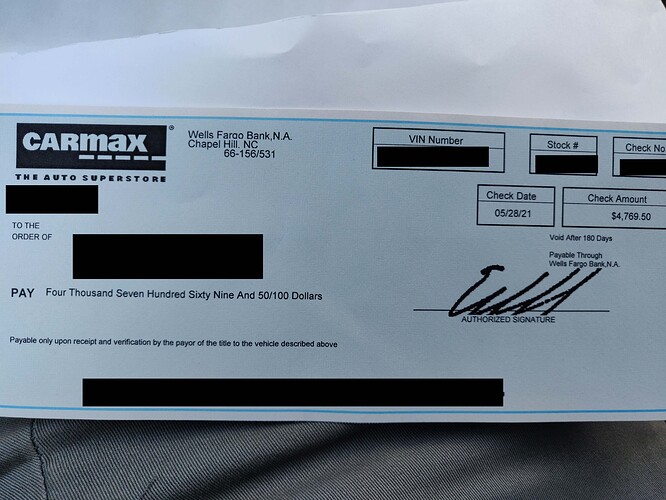 CARMAX ®
THE AUTO SUPERSTORE
Wells Fargo Bank,N.A.
Chapel Hill, NC
66-156/531
VIN Number
Stock #
Check No
Check Date
05/28/21
Check Amount
$4,769.50
Void After 180 Days
Payable Through
Wells Fargo Bank,N.A.
TO THE
ORDER OF
PAY Four Thousand Seven Hundred Sixty Nine And 50/100 Dollars
AUTHORIZED SIGNATURE
Payable only upon receipt and verification by the payor of the title to the vehicle described above